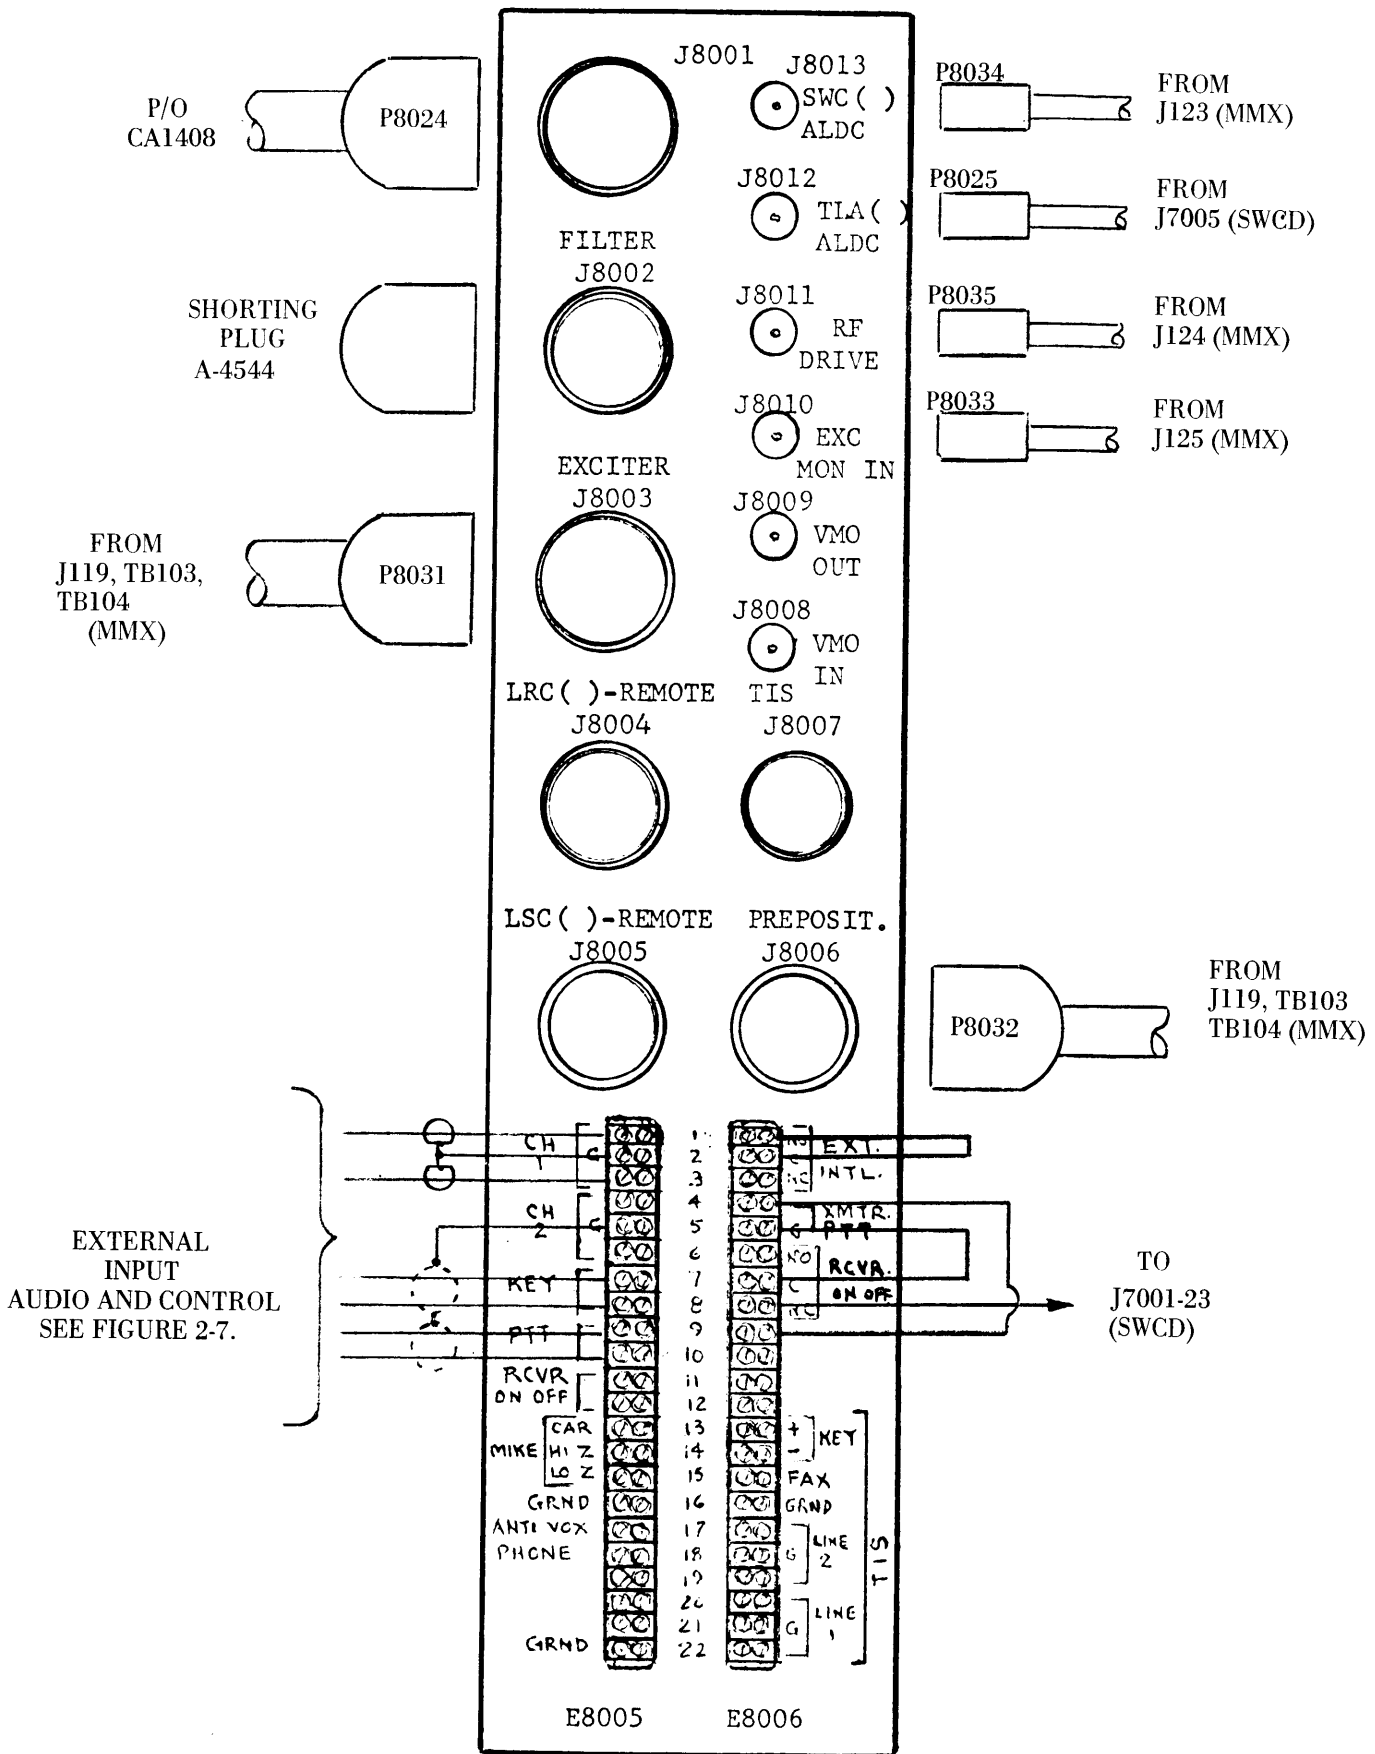 J8001
J8013
SWC( )
ALDC
P8034
FROM
J123 (MMX)
P/O
CA1408
P8024
J8012
TLA( )
ALDC
P8025
FROM
J7005 (SWCD)
FILTER
J8002
SHORTING
PLUG
A-4544
J8011
RF
DRIVE
P8035
FROM
J124 (MMX)
J8010
EXC
MON IN
P8033
FROM
J125 (MMX)
EXCITER
J8003
J8009
VMO
OUT
FROM
J119, TB103,
TB104
(MMX)
P8031
J8008
VMO
IN
LRC( )-REMOTE
J8004
TIS
J8007
LSC( )-REMOTE
J8005
PREPOSIT.
J8006
P8032
FROM
J119, TB103
TB104 (MMX)
EXTERNAL
INPUT
AUDIO AND CONTROL
SEE FIGURE 2-7.
CH
1
G
CH
2
G
KEY
PTT
RCVR
ON OFF
MIKE
CAR
HI Z
LO Z
GRND
ANTI VOX
PHONE
GRND
1
2
3
4
5
6
7
8
9
10
11
12
13
14
15
16
17
18
19
20
21
22
NO
C
NC
EXT.
INTL.
XMTR.
PTT
G
NO
C
NC
RCVR.
ON OFF
TO
J7001-23
(SWCD)
+
-
KEY
FAX
GRND
G
LINE
2
G
LINE
1
TIS
E8005
E8006